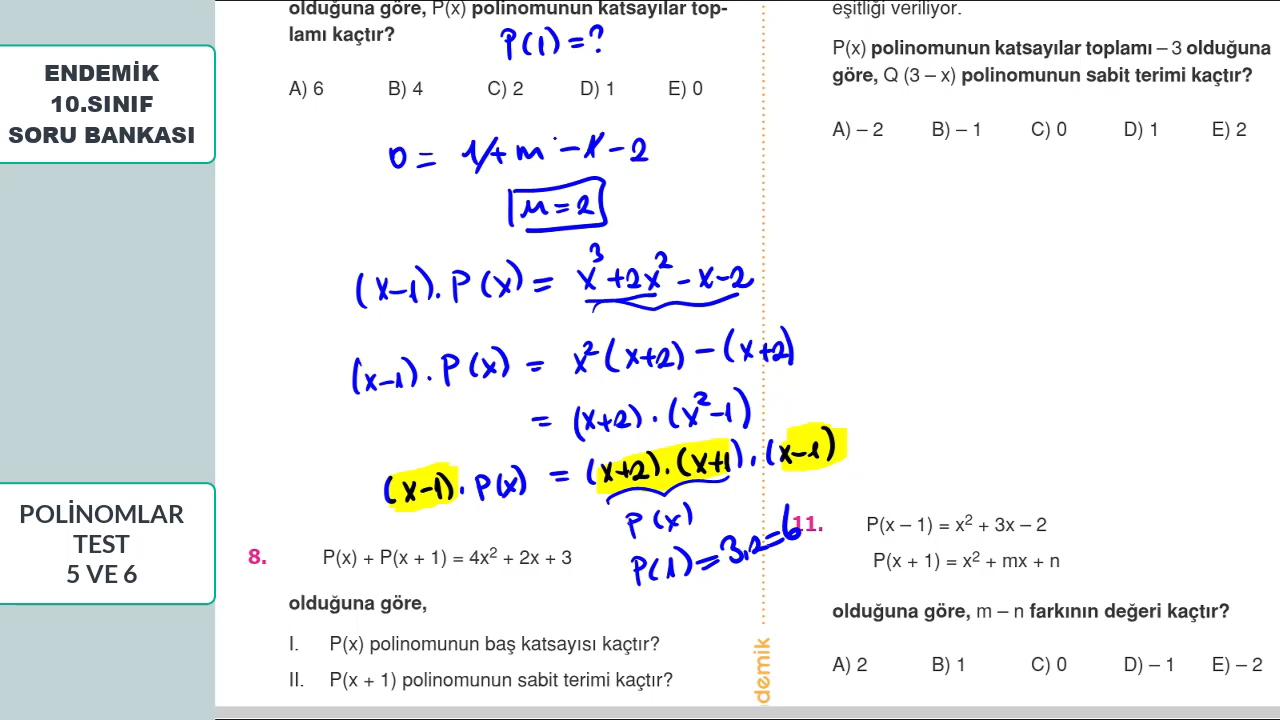 ENDEMİK
10.SINIF
SORU BANKASI
POLİNOMLAR
TEST
5 VE 6
olduğuna göre, P(x) polinomunun katsayılar top-
lamı kaçtır?
P(1) = ?
A) 6 B) 4 C) 2 D) 1 E) 0
0 = 1 + m - 1 - 2
m = 2
(x-1). P(x) = x³ + 2x² - x - 2
(x-1). P(x) = x² (x+2) - (x+2)
= (x+2) . (x²-1)
(x-1) . P(x) = (x+2) . (x+1) . (x-1)
P(x)
P(1) = 3.2 = 6
8. P(x) + P(x + 1) = 4x² + 2x + 3
olduğuna göre,
I. P(x) polinomunun baş katsayısı kaçtır?
II. P(x + 1) polinomunun sabit terimi kaçtır?
demik
eşitliği veriliyor.
P(x) polinomunun katsayılar toplamı – 3 olduğuna
göre, Q (3 – x) polinomunun sabit terimi kaçtır?
A) – 2 B) – 1 C) 0 D) 1 E) 2
11. P(x – 1) = x² + 3x – 2
P(x + 1) = x² + mx + n
olduğuna göre, m – n farkının değeri kaçtır?
A) 2 B) 1 C) 0 D) – 1 E) – 2